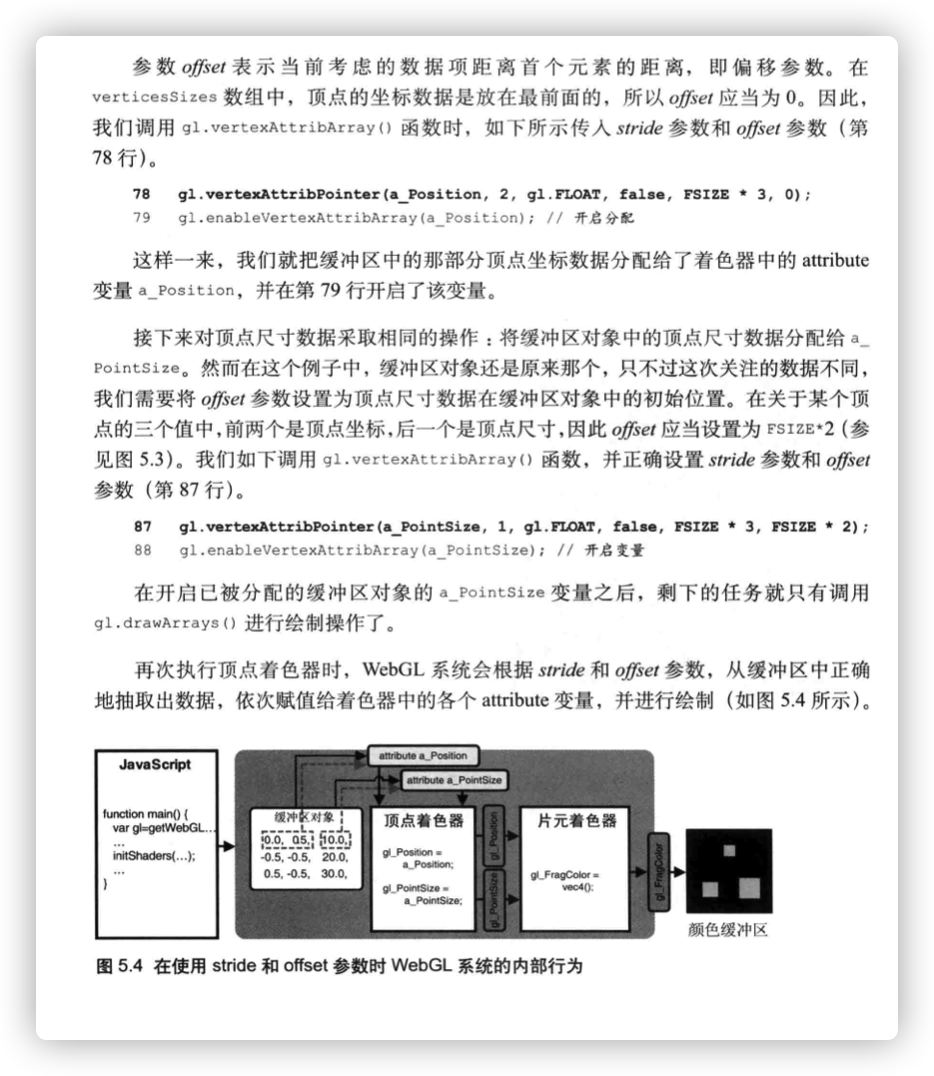 参数 offset 表示当前考虑的数据项距离首个元素的距离，即偏移参数。在
verticesSizes 数组中，顶点的坐标数据是放在最前面的，所以 offset 应当为 0。因此，
我们调用 gl.vertexAttribArray() 函数时，如下所示传入 stride 参数和 offset 参数（第
78 行）。
78 gl.vertexAttribPointer(a_Position, 2, gl.FLOAT, false, FSIZE * 3, 0);
79 gl.enableVertexAttribArray(a_Position); // 开启分配
这样一来，我们就把缓冲区中的那部分顶点坐标数据分配给了着色器中的 attribute
变量 a_Position，并在第 79 行开启了该变量。
接下来对顶点尺寸数据采取相同的操作：将缓冲区对象中的顶点尺寸数据分配给 a_
PointSize。然而在这个例子中，缓冲区对象还是原来那个，只不过这次关注的数据不同，
我们需要将 offset 参数设置为顶点尺寸数据在缓冲区对象中的初始位置。在关于某个顶
点的三个值中，前两个是顶点坐标，后一个是顶点尺寸，因此 offset 应当设置为 FSIZE*2（参
见图 5.3）。我们如下调用 gl.vertexAttribArray() 函数，并正确设置 stride 参数和 offset
参数（第 87 行）。
87 gl.vertexAttribPointer(a_PointSize, 1, gl.FLOAT, false, FSIZE * 3, FSIZE * 2);
88 gl.enableVertexAttribArray(a_PointSize); // 开启变量
在开启已被分配的缓冲区对象的 a_PointSize 变量之后，剩下的任务就只有调用
gl.drawArrays() 进行绘制操作了。
再次执行顶点着色器时，WebGL 系统会根据 stride 和 offset 参数，从缓冲区中正确
地抽取出数据，依次赋值给着色器中的各个 attribute 变量，并进行绘制（如图 5.4 所示）。
JavaScript
function main() {
var gl=getWebGL...
...
initShaders(...);
...
}
attribute a_Position
attribute a_PointSize
缓冲区对象
0.0, 0.5, 10.0,
-0.5, -0.5, 20.0,
0.5, -0.5, 30.0,
顶点着色器
gl_Position =
a_Position;
gl_PointSize =
a_PointSize;
gl_Position
gl_PointSize
片元着色器
gl_FragColor =
vec4();
gl_FragColor
颜色缓冲区
图 5.4 在使用 stride 和 offset 参数时 WebGL 系统的内部行为